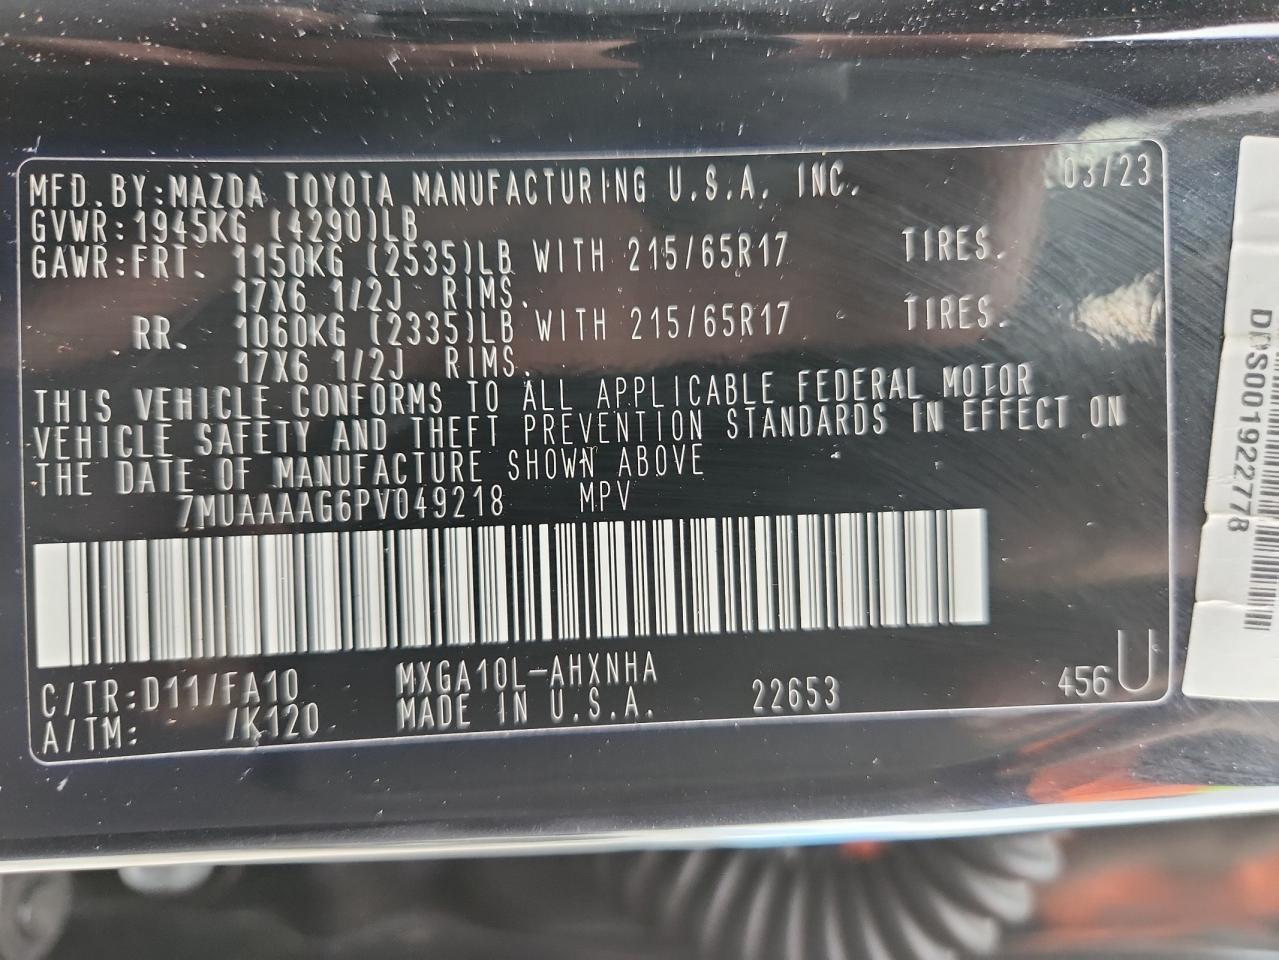 MFD.BY:MAZDA TOYOTA MANUFACTURING U.S.A. INC. 03/23
GVWR:1945KG (4290)LB
GAWR:FRT. 1150KG (2535)LB WITH 215/65R17 TIRES.
17X6 1/2J RIMS.
RR. 1060KG (2335)LB WITH 215/65R17 TIRES.
17X6 1/2J RIMS.
THIS VEHICLE CONFORMS TO ALL APPLICABLE FEDERAL MOTOR
VEHICLE SAFETY AND THEFT PREVENTION STANDARDS IN EFFECT ON
THE DATE OF MANUFACTURE SHOWN ABOVE
7MUAAAAG6PV049218 MPV
C/TR:D11/FA10 MXGA10L-AHXNHA 22653 456 U
A/TM: /K120 MADE IN U.S.A.
DDS001922778